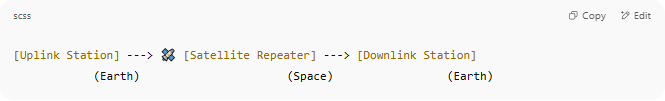 scss
Copy
Edit
[Uplink Station] ---> 🛰 [Satellite Repeater] ---> [Downlink Station]
(Earth) (Space) (Earth)